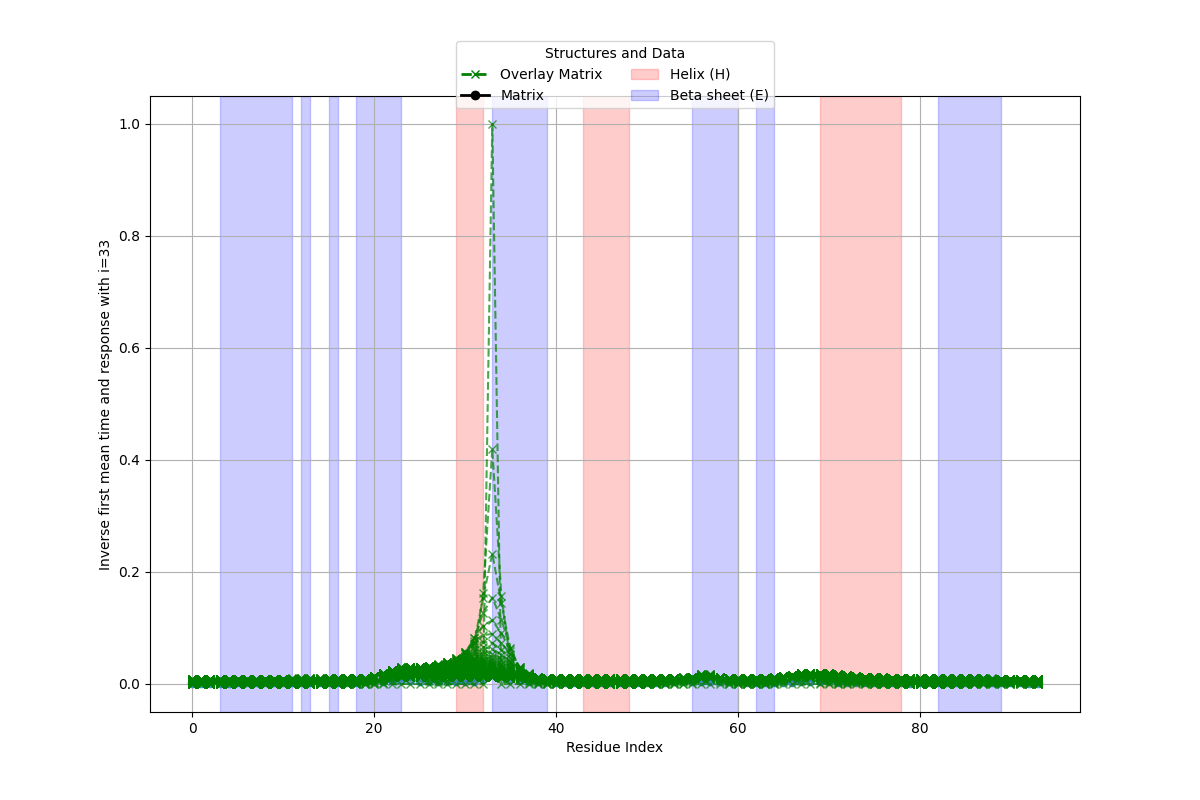 Structures and Data
Overlay Matrix
Matrix
Helix (H)
Beta sheet (E)
1.0
0.8
0.6
0.4
0.2
0.0
Inverse first mean time and response with i=33
0 20 40 60 80
Residue Index